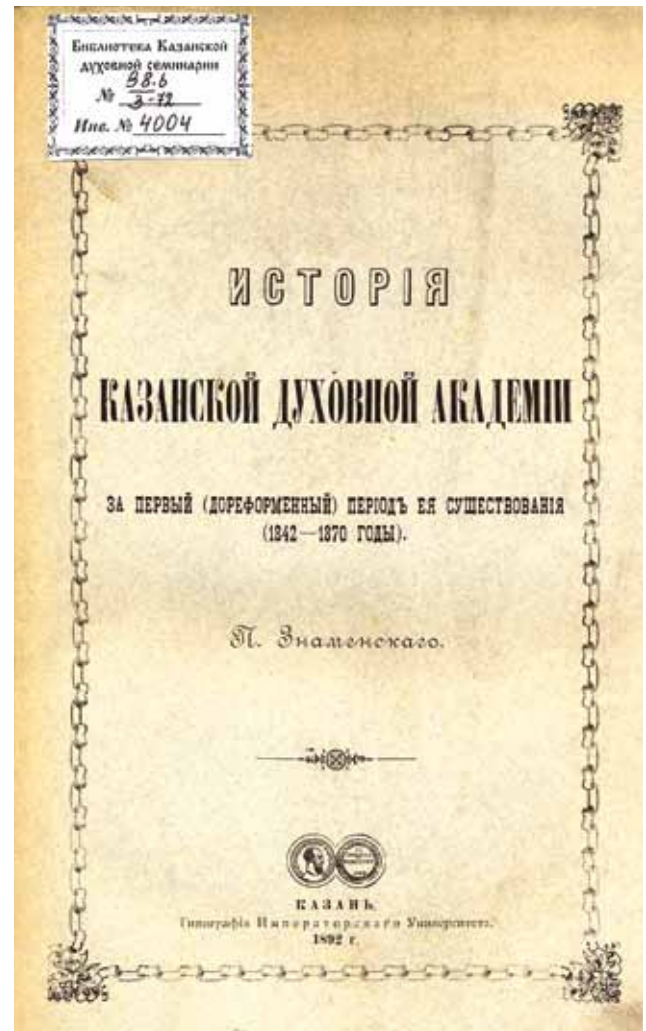 Библиотека Казанской
духовной семинарии
№ 98.6
З-72
Инв. № 4004
ИСТОРІЯ
КАЗАНСКОЙ ДУХОВНОЙ АКАДЕМІИ
ЗА ПЕРВЫЙ (ДОРЕФОРМЕННЫЙ) ПЕРІОДЪ ЕЯ СУЩЕСТВОВАНІЯ
(1842—1870 ГОДЫ).
П. Знаменскаго.
КАЗАНЬ.
Типографія Императорскаго Университета.
1892 г.